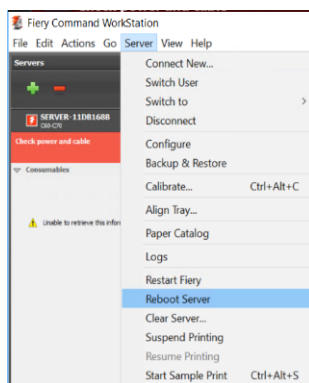 Fiery Command WorkStation
File Edit Actions Go Server View Help
Servers
SERVER-11DB168B
C60-C70
Check power and cable
Consumables
Unable to retrieve this infor
Connect New...
Switch User
Switch to >
Disconnect
Configure
Backup & Restore
Calibrate... Ctrl+Alt+C
Align Tray...
Paper Catalog
Logs
Restart Fiery
Reboot Server
Clear Server...
Suspend Printing
Resume Printing
Start Sample Print Ctrl+Alt+S